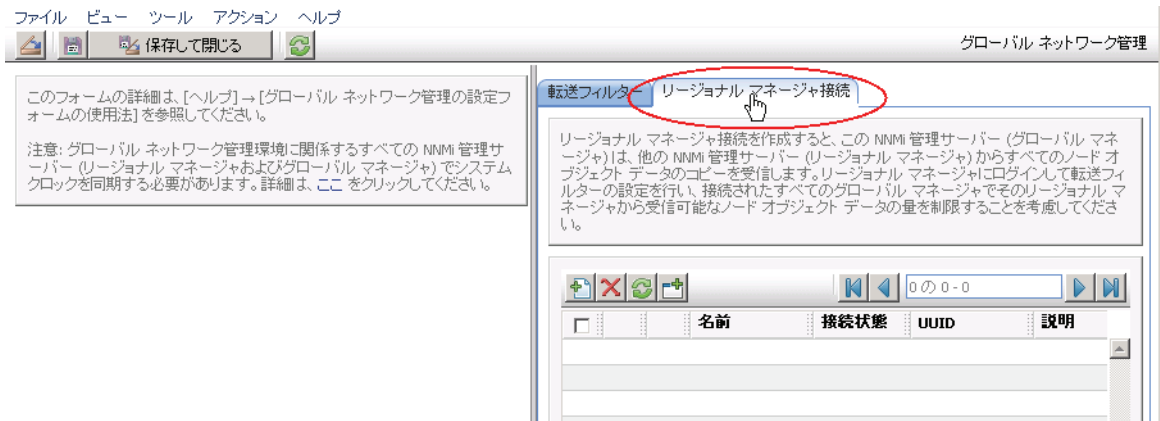 ファイル ビュー ツール アクション ヘルプ
保存して閉じる
グローバル ネットワーク管理
このフォームの詳細は、[ヘルプ]→[グローバル ネットワーク管理の設定フ
ォームの使用法] を参照してください。
注意: グローバル ネットワーク管理環境に関係するすべての NNMi 管理サ
ーバー (リージョナル マネージャおよびグローバル マネージャ) でシステム
クロックを同期する必要があります。詳細は、ここ をクリックしてください。
転送フィルター
リージョナル マネージャ接続
リージョナル マネージャ接続を作成すると、この NNMi 管理サーバー (グローバル マネ
ージャ) は、他の NNMi 管理サーバー (リージョナル マネージャ) からすべてのノード オ
ブジェクト データのコピーを受信します。リージョナル マネージャにログインして転送フィ
ルターの設定を行い、接続されたすべてのグローバル マネージャでそのリージョナル マ
ネージャから受信可能なノード オブジェクト データの量を制限することを考慮してくださ
い。
0 の 0 - 0
名前 接続状態 UUID 説明